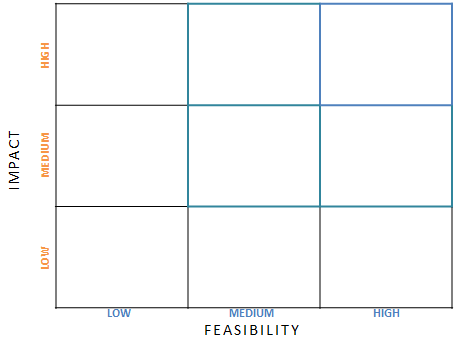 HIGH
MEDIUM
LOW
IMPACT
LOW MEDIUM HIGH
FEASIBILITY